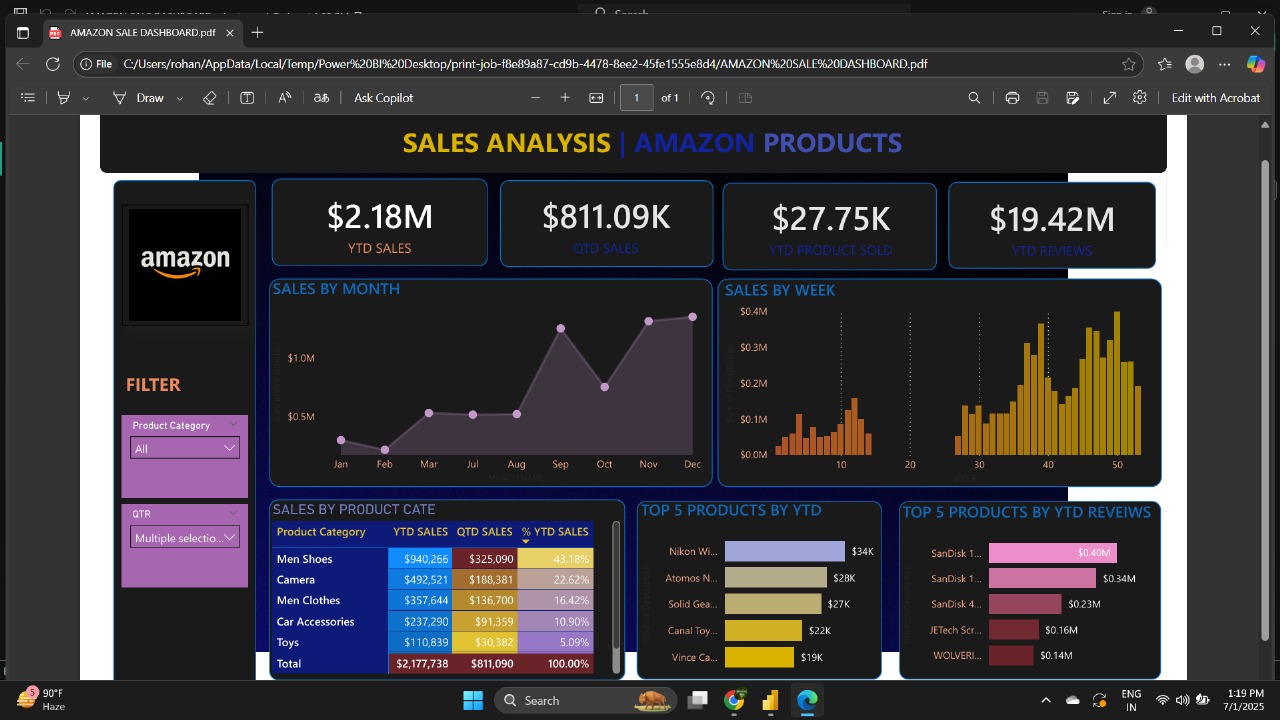 AMAZON SALE DASHBOARD.pdf
File C:/Users/rohan/AppData/Local/Temp/Power%20BI%20Desktop/print-job-f8e89a87-cd9b-4478-8ee2-45fe1555e8d4/AMAZON%20SALE%20DASHBOARD.pdf
Draw Ask Copilot 1 of 1 Edit with Acrobat
SALES ANALYSIS | AMAZON PRODUCTS
amazon
$2.18M
YTD SALES
$811.09K
QTD SALES
$27.75K
YTD PRODUCT SOLD
$19.42M
YTD REVIEWS
FILTER
Product Category
All
QTR
Multiple selectio...
SALES BY MONTH
$1.0M
$0.5M
Jan Feb Mar Jul Aug Sep Oct Nov Dec
MONTH NAME
SALES BY WEEK
$0.4M
$0.3M
$0.2M
$0.1M
$0.0M
10 20 30 40 50
WEEK
SALES BY PRODUCT CATE
Product Category YTD SALES QTD SALES % YTD SALES
Men Shoes $940,266 $325,090 43.18%
Camera $492,521 $188,381 22.62%
Men Clothes $357,644 $136,700 16.42%
Car Accessories $237,290 $91,359 10.90%
Toys $110,839 $30,382 5.09%
Total $2,177,738 $811,090 100.00%
TOP 5 PRODUCTS BY YTD
Nikon Wi... $34K
Atomos N... $28K
Solid Gea... $27K
Canal Toy... $22K
Vince Ca... $19K
TOP 5 PRODUCTS BY YTD REVEIWS
SanDisk 1... $0.40M
SanDisk 1... $0.34M
SanDisk 4... $0.23M
JETech Scr... $0.16M
WOLVERI... $0.14M
5
90°F
Haze
Search
ENG
IN
1:19 PM
7/1/2025